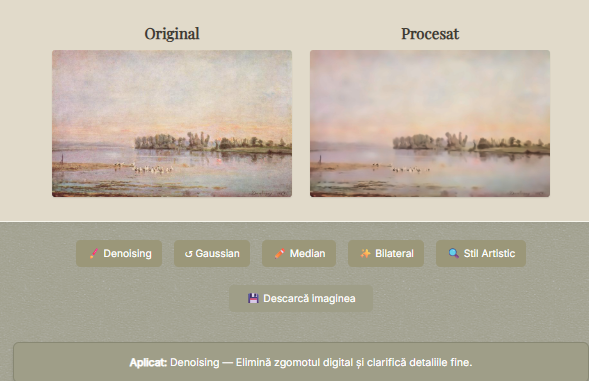 Original
Procesat
Denoising
Gaussian
Median
Bilateral
Stil Artistic
Descarcă imaginea
Aplicat: Denoising — Elimină zgomotul digital și clarifică detaliile fine.